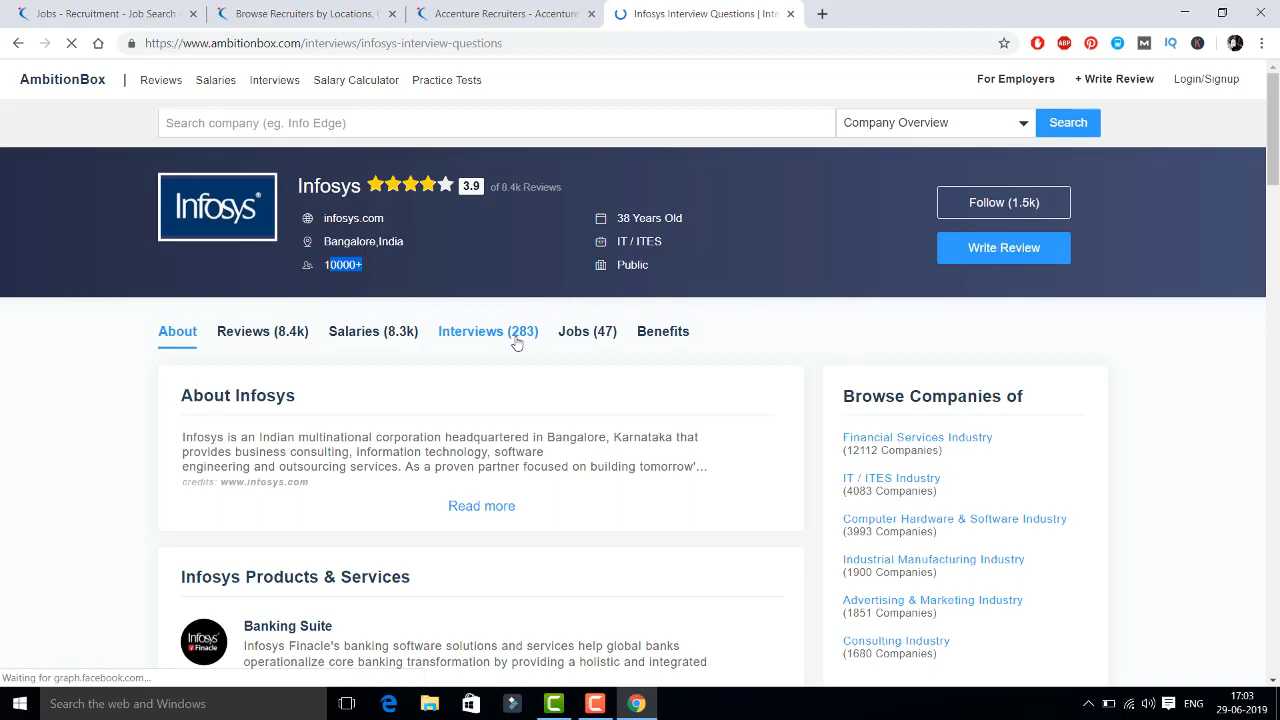 Jobs - Recruitment - Job Search - 
Browse Recruiters by Locations, C
Accenture Recruiters - Accenture
Infosys Interview Questions | Inte
https://www.ambitionbox.com/interviews/infosys-interview-questions
AmbitionBox | Reviews Salaries Interviews Salary Calculator Practice Tests For Employers + Write Review Login/Signup
Search company (eg. Info Edge) Company Overview Search
Infosys 3.9 of 8.4k Reviews
Infosys®
infosys.com 38 Years Old
Bangalore,India IT / ITES
10000+ Public
Follow (1.5k)
Write Review
About Reviews (8.4k) Salaries (8.3k) Interviews (283) Jobs (47) Benefits
About Infosys
Infosys is an Indian multinational corporation headquartered in Bangalore, Karnataka that
provides business consulting, Information technology, software
engineering and outsourcing services. As a proven partner focused on building tomorrow'...
credits: www.infosys.com
Read more
Infosys Products & Services
Infosys Finacle
Banking Suite
Infosys Finacle's banking software solutions and services help global banks
operationalize core banking transformation by providing a holistic and integrated
Browse Companies of
Financial Services Industry
(12112 Companies)
IT / ITES Industry
(4083 Companies)
Computer Hardware & Software Industry
(3993 Companies)
Industrial Manufacturing Industry
(1900 Companies)
Advertising & Marketing Industry
(1851 Companies)
Consulting Industry
(1680 Companies)
Waiting for graph.facebook.com...
Search the web and Windows
ENG
17:03
29-06-2019